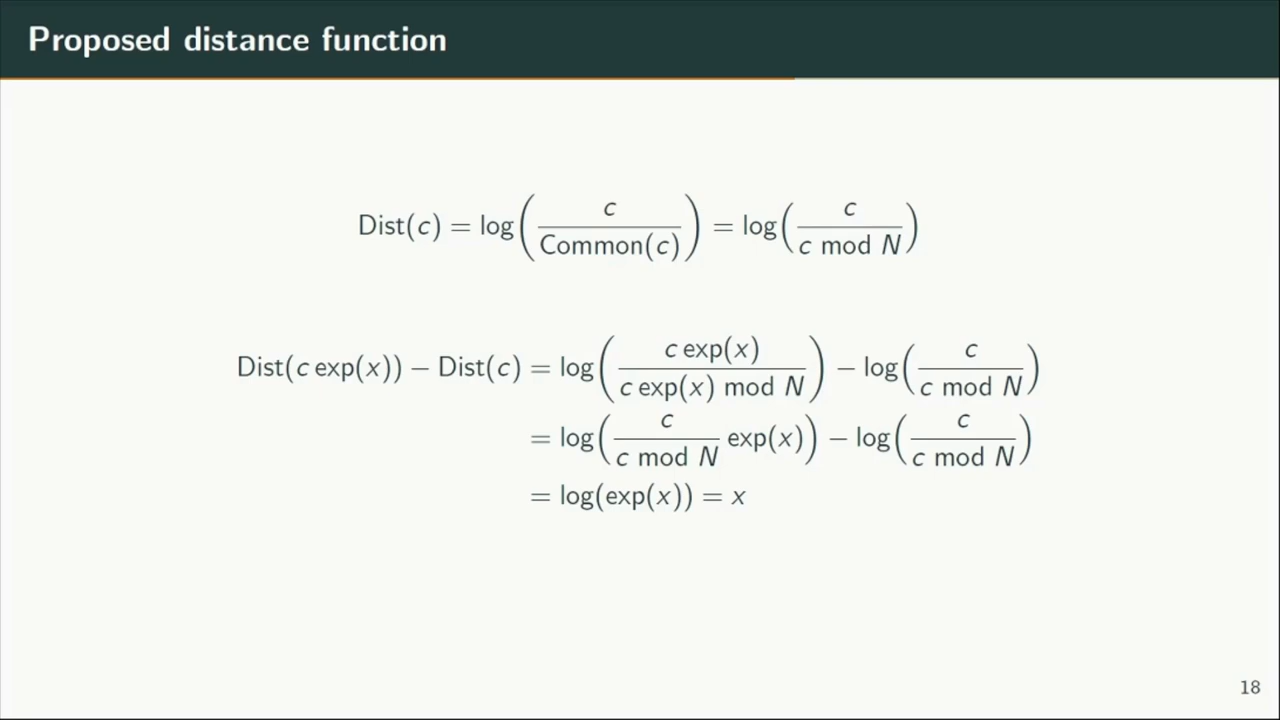 Proposed distance function
Dist(c) = log(c / Common(c)) = log(c / c mod N)
Dist(c exp(x)) − Dist(c) = log(c exp(x) / c exp(x) mod N) − log(c / c mod N)
= log(c / c mod N exp(x)) − log(c / c mod N)
= log(exp(x)) = x
18